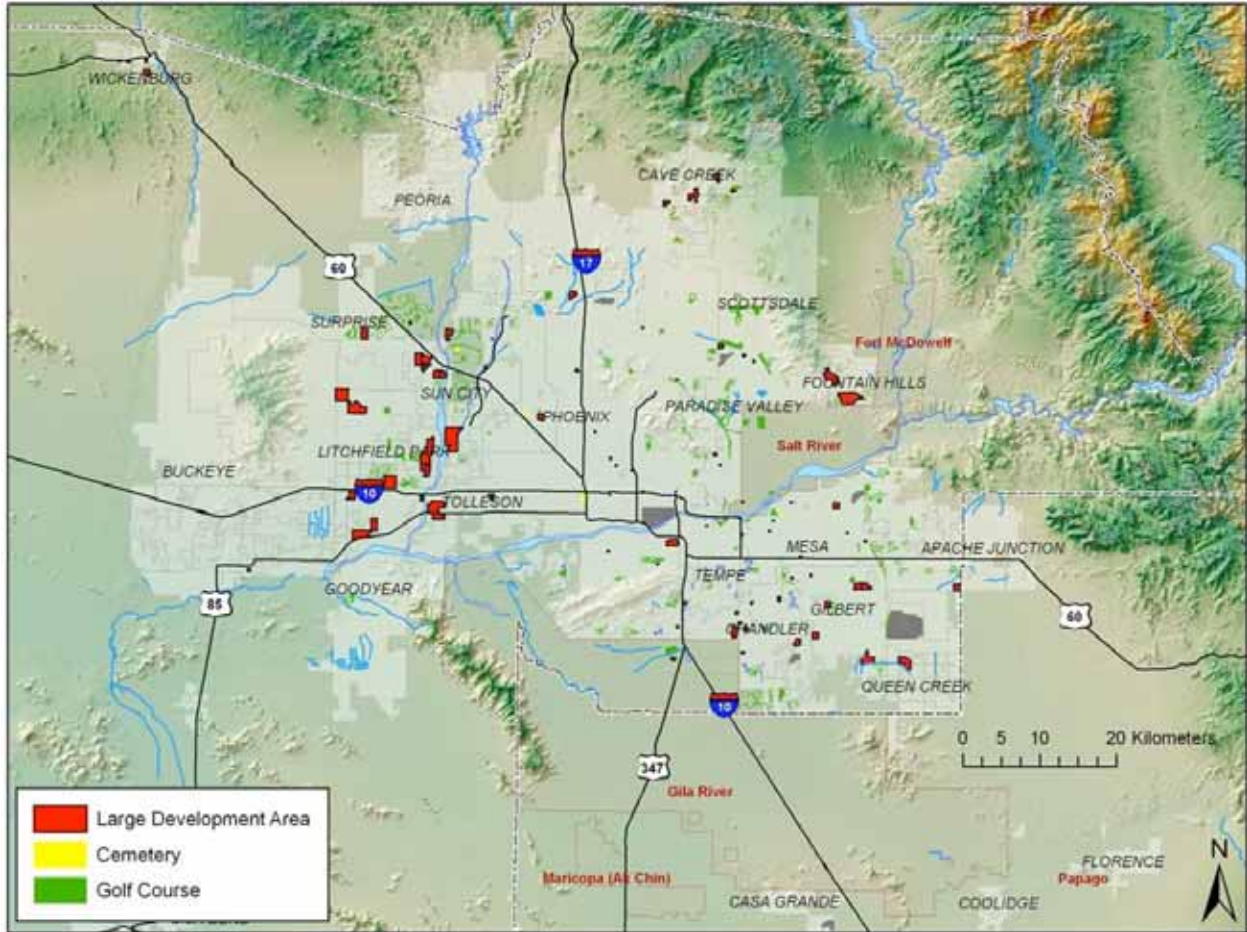 WICKENBURG
CAVE CREEK
PEORIA
60
17
SCOTTSDALE
SURPRISE
Fort McDowell
FOUNTAIN HILLS
SUN CITY
PARADISE VALLEY
PHOENIX
Salt River
LITCHFIELD PARK
BUCKEYE
10
TOLLESON
MESA
APACHE JUNCTION
TEMPE
GOODYEAR
85
GILBERT
60
CHANDLER
QUEEN CREEK
10
0 5 10 20 Kilometers
347
Gila River
Large Development Area
Cemetery
Golf Course
N
FLORENCE
Maricopa (Ak Chin)
Papago
CASA GRANDE
COOLIDGE